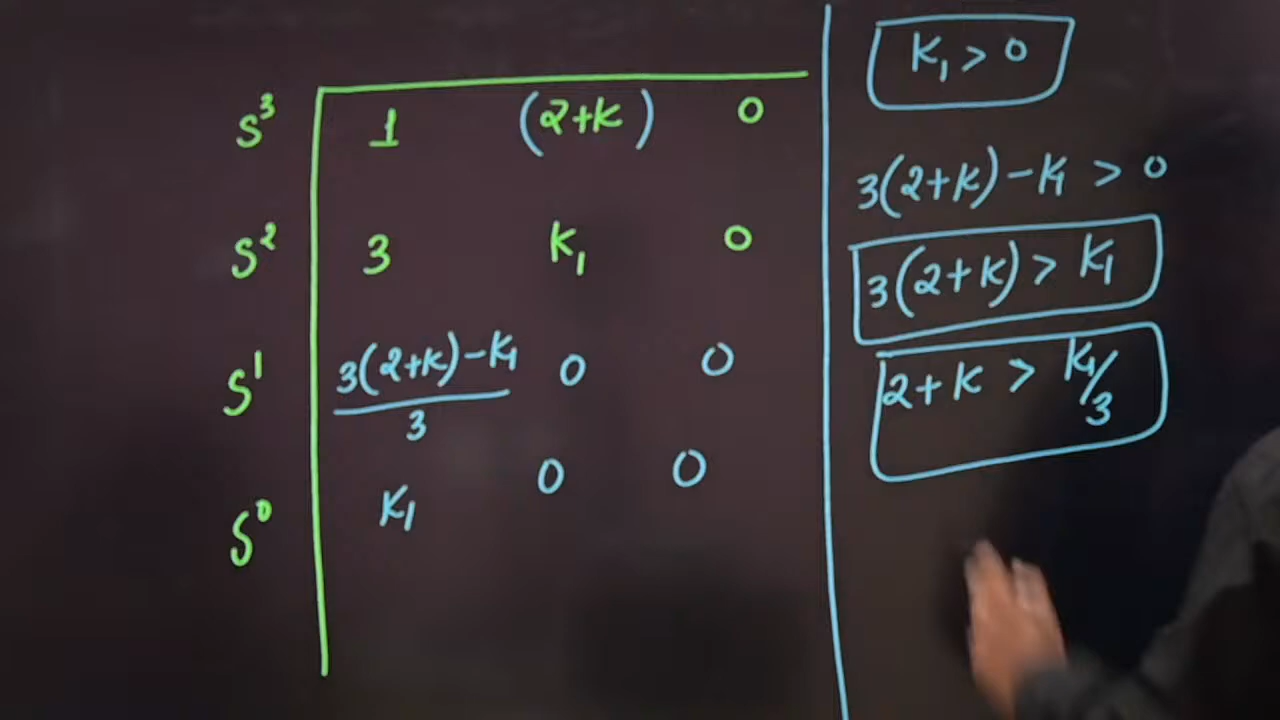 S³ 1 (2+K) 0
S² 3 K₁ 0
S¹ 3(2+K)-K₁ 0 0
3
S⁰ K₁ 0 0
K₁ > 0
3(2+K)-K₁ > 0
3(2+K) > K₁
2+K > K₁/3